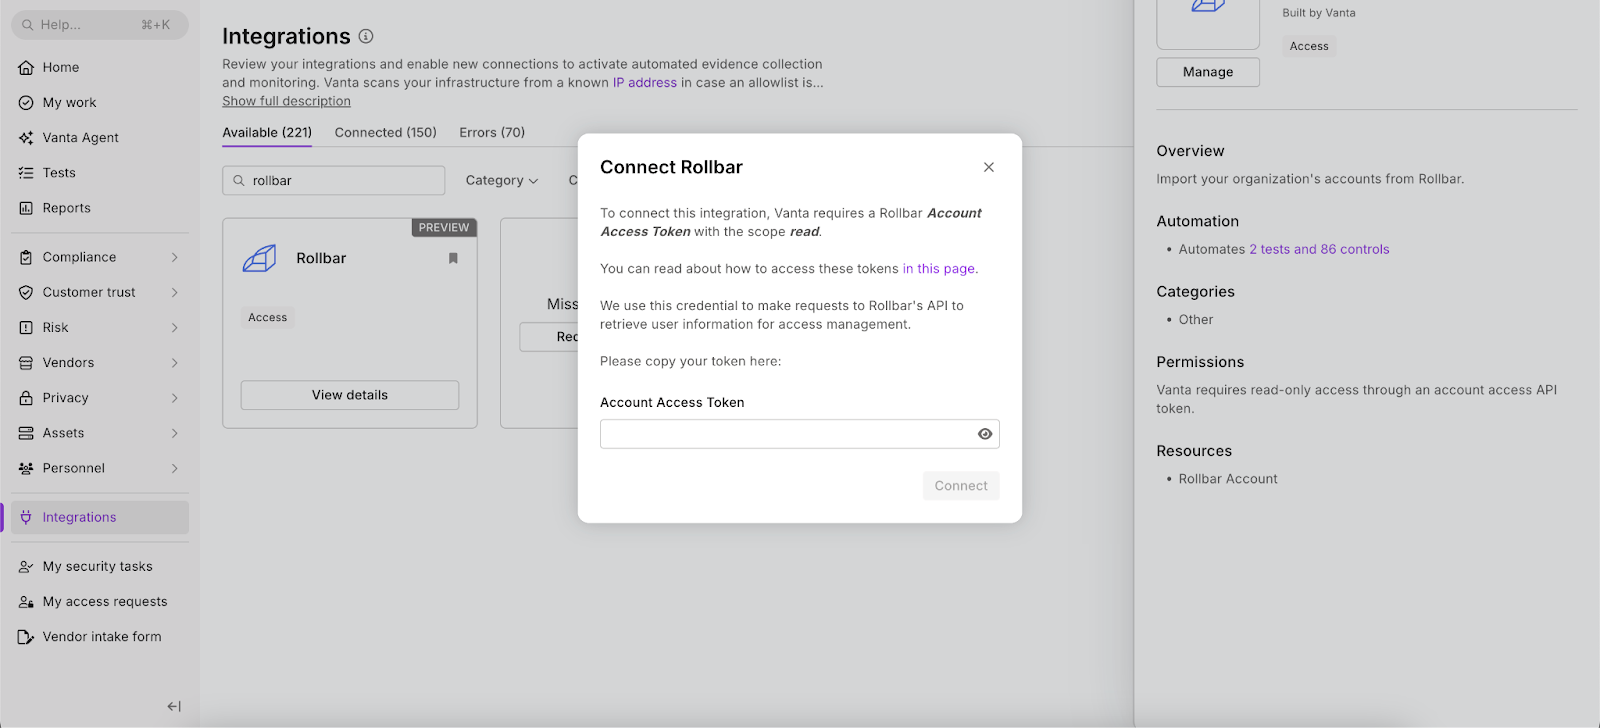 Help...
⌘+K
Home
My work
Vanta Agent
Tests
Reports
Compliance
Customer trust
Risk
Vendors
Privacy
Assets
Personnel
Integrations
My security tasks
My access requests
Vendor intake form
Integrations
Review your integrations and enable new connections to activate automated evidence collection
and monitoring. Vanta scans your infrastructure from a known IP address in case an allowlist is...
Show full description
Available (221)
Connected (150)
Errors (70)
rollbar
Category
C
PREVIEW
Rollbar
Access
View details
Miss
Rec
Connect Rollbar
To connect this integration, Vanta requires a Rollbar Account
Access Token with the scope read.
You can read about how to access these tokens in this page.
We use this credential to make requests to Rollbar's API to
retrieve user information for access management.
Please copy your token here:
Account Access Token
Connect
Built by Vanta
Access
Manage
Overview
Import your organization's accounts from Rollbar.
Automation
• Automates 2 tests and 86 controls
Categories
• Other
Permissions
Vanta requires read-only access through an account access API
token.
Resources
• Rollbar Account